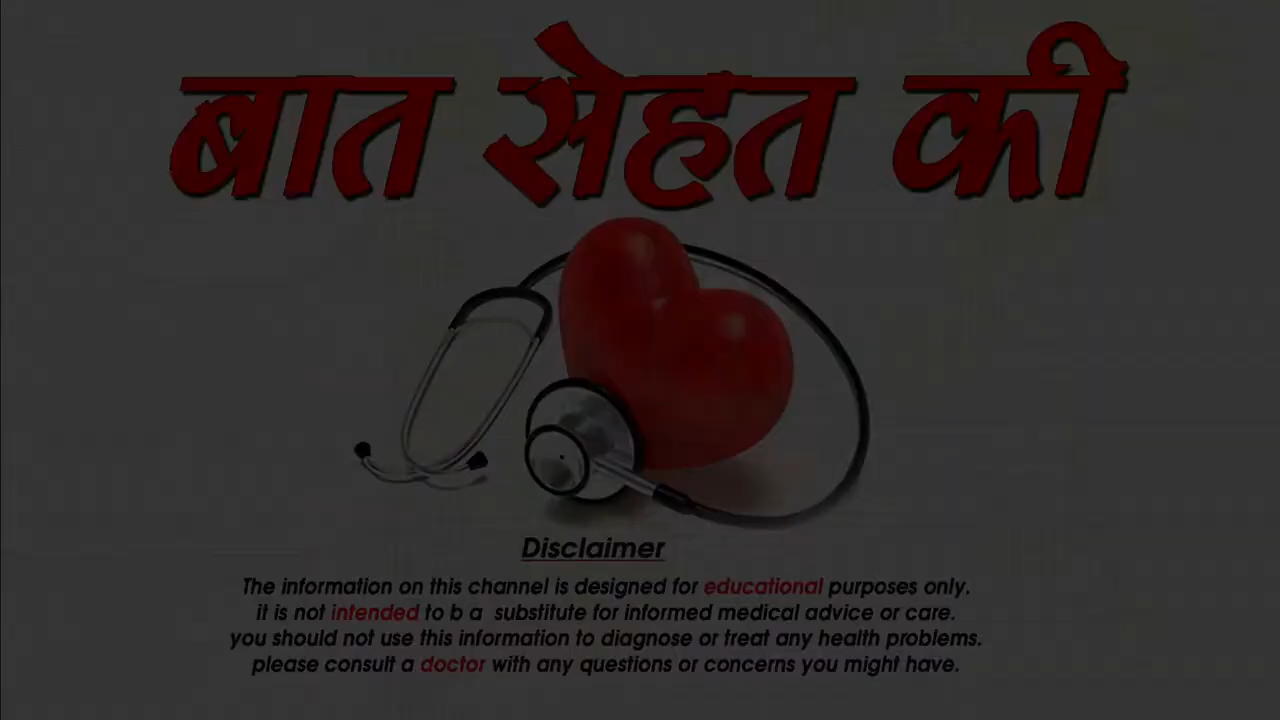 बात सेहत की
Disclaimer
The information on this channel is designed for educational purposes only.
it is not intended to b a substitute for informed medical advice or care.
you should not use this information to diagnose or treat any health problems.
please consult a doctor with any questions or concerns you might have.